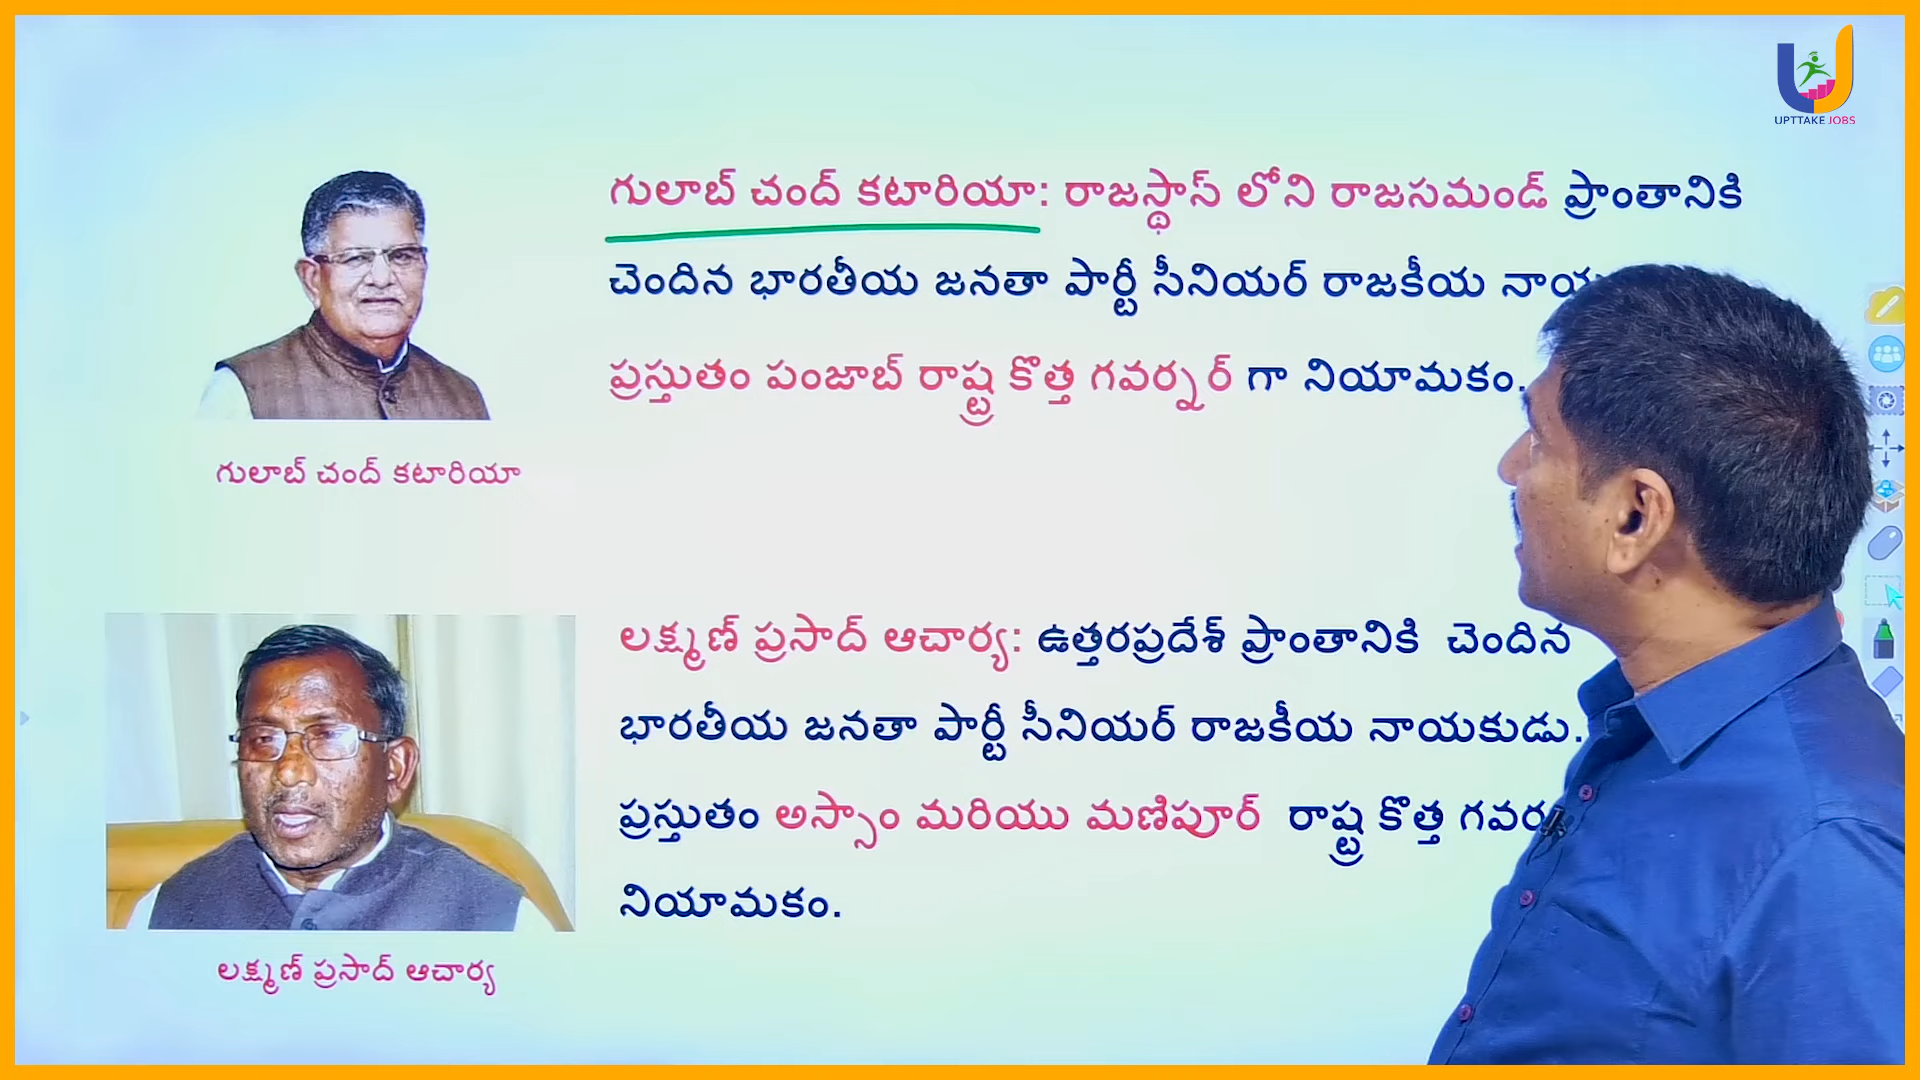 UPTTAKE JOBS
గులాబ్ చంద్ కటారియా: రాజస్థాన్ లోని రాజసమండ్ ప్రాంతానికి
చెందిన భారతీయ జనతా పార్టీ సీనియర్ రాజకీయ
ప్రస్తుతం పంజాబ్ రాష్ట్ర కొత్త గవర్నర్ గా నియామకం.
గులాబ్ చంద్ కటారియా
లక్ష్మణ్ ప్రసాద్ ఆచార్య: ఉత్తరప్రదేశ్ ప్రాంతానికి చెందిన
భారతీయ జనతా పార్టీ సీనియర్ రాజకీయ నాయకుడు.
ప్రస్తుతం అస్సాం మరియు మణిపూర్ రాష్ట్ర కొత్త
నియామకం.
లక్ష్మణ్ ప్రసాద్ ఆచార్య